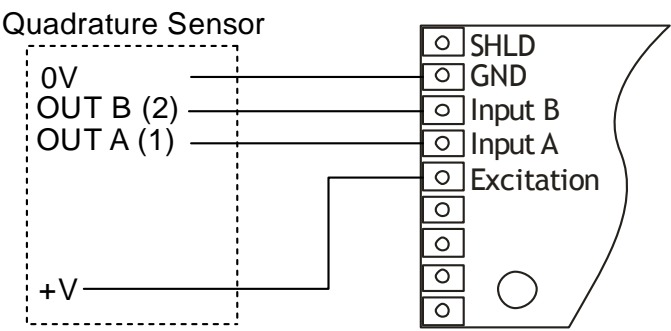 Quadrature Sensor
0V
OUT B (2)
OUT A (1)
+V
SHLD
GND
Input B
Input A
Excitation